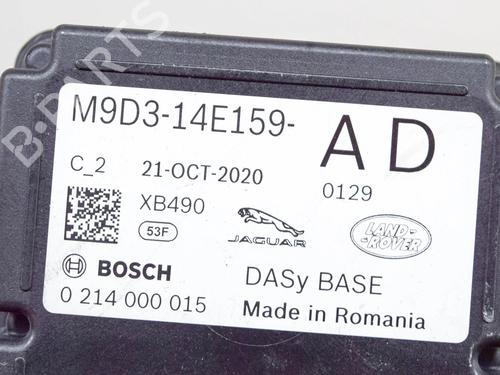 M9D3-14E159- AD
C_2 21-OCT-2020 0129
XB490
53F
JAGUAR
LAND-
ROVER
BOSCH DASy BASE
0 214 000 015 Made in Romania
B-PARTS